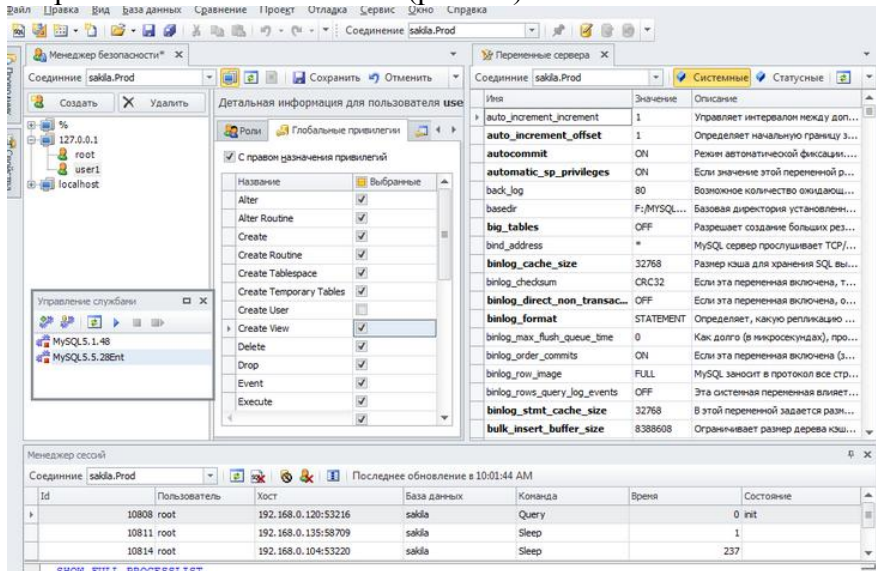 Файл Правка Вид База данных Сравнение Проект Отладка Сервис Окно Справка
Соединение sakila.Prod
Менеджер безопасности*
Соединние sakila.Prod Сохранить Отменить
Создать Удалить
%
127.0.0.1
root
user1
localhost
Детальная информация для пользователя use
Роли Глобальные привилегии
С правом назначения привилегий
Название Выбранные
Alter
Alter Routine
Create
Create Routine
Create Tablespace
Create Temporary Tables
Create User
Create View
Delete
Drop
Event
Execute
Управление службами
MySQL5.1.48
MySQL5.5.28Ent
Переменные сервера
Соединние sakila.Prod Системные Статусные
Имя Значение Описание
auto_increment_increment 1 Управляет интервалом между доп...
auto_increment_offset 1 Определяет начальную границу з...
autocommit ON Режим автоматической фиксации....
automatic_sp_privileges ON Если значение этой переменной р...
back_log 80 Возможное количество ожидающ...
basedir F:/MYSQL... Базовая директория установленн...
big_tables OFF Разрешает создание больших рез...
bind_address * MySQL сервер прослушивает TCP/...
binlog_cache_size 32768 Размер кэша для хранения SQL вы...
binlog_checksum CRC32 Если эта переменная включена, т...
binlog_direct_non_transac... OFF Если эта переменная включена, о...
binlog_format STATEMENT Определяет, какую репликацию ...
binlog_max_flush_queue_time 0 Как долго (в микросекундах), про...
binlog_order_commits ON Если эта переменная включена (з...
binlog_row_image FULL MySQL заносит в протокол все стр...
binlog_rows_query_log_events OFF Эта системная переменная влияет...
binlog_stmt_cache_size 32768 В этой переменной задается разм...
bulk_insert_buffer_size 8388608 Ограничивает размер дерева кэш...
Менеджер сессий
Соединние sakila.Prod Последнее обновление в 10:01:44 AM
Id Пользователь Хост База данных Команда Время Состояние
10808 root 192.168.0.120:53216 sakila Query 0 init
10811 root 192.168.0.135:58709 sakila Sleep 1
10814 root 192.168.0.104:53220 sakila Sleep 237
SHOW FULL PROCESSLIST